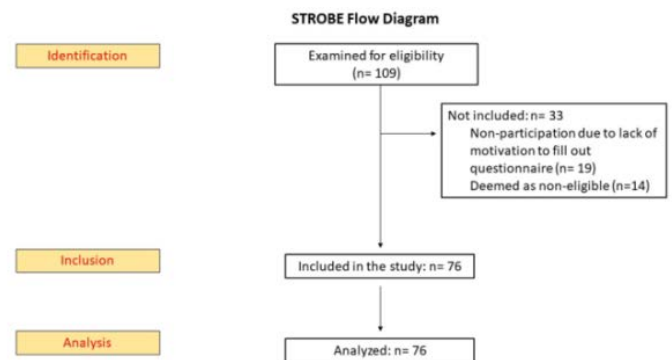 STROBE Flow Diagram
Identification
Examined for eligibility
(n= 109)
Not included: n= 33
Non-participation due to lack of
motivation to fill out
questionnaire (n= 19)
Deemed as non-eligible (n=14)
Inclusion
Included in the study: n= 76
Analysis
Analyzed: n= 76